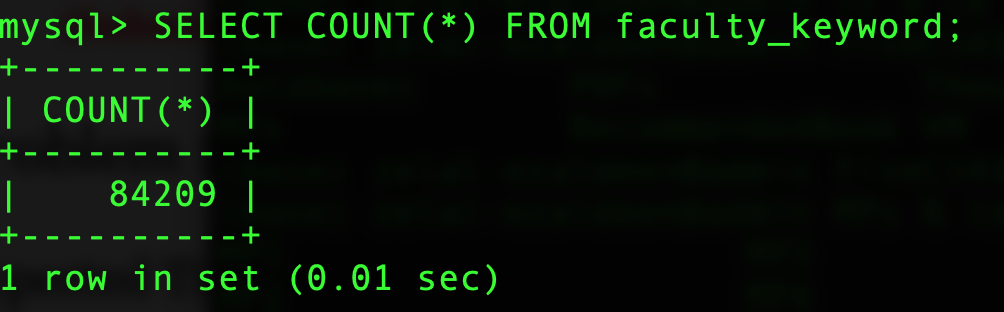 mysql> SELECT COUNT(*) FROM faculty_keyword;
+----------+
| COUNT(*) |
+----------+
|    84209 |
+----------+
1 row in set (0.01 sec)